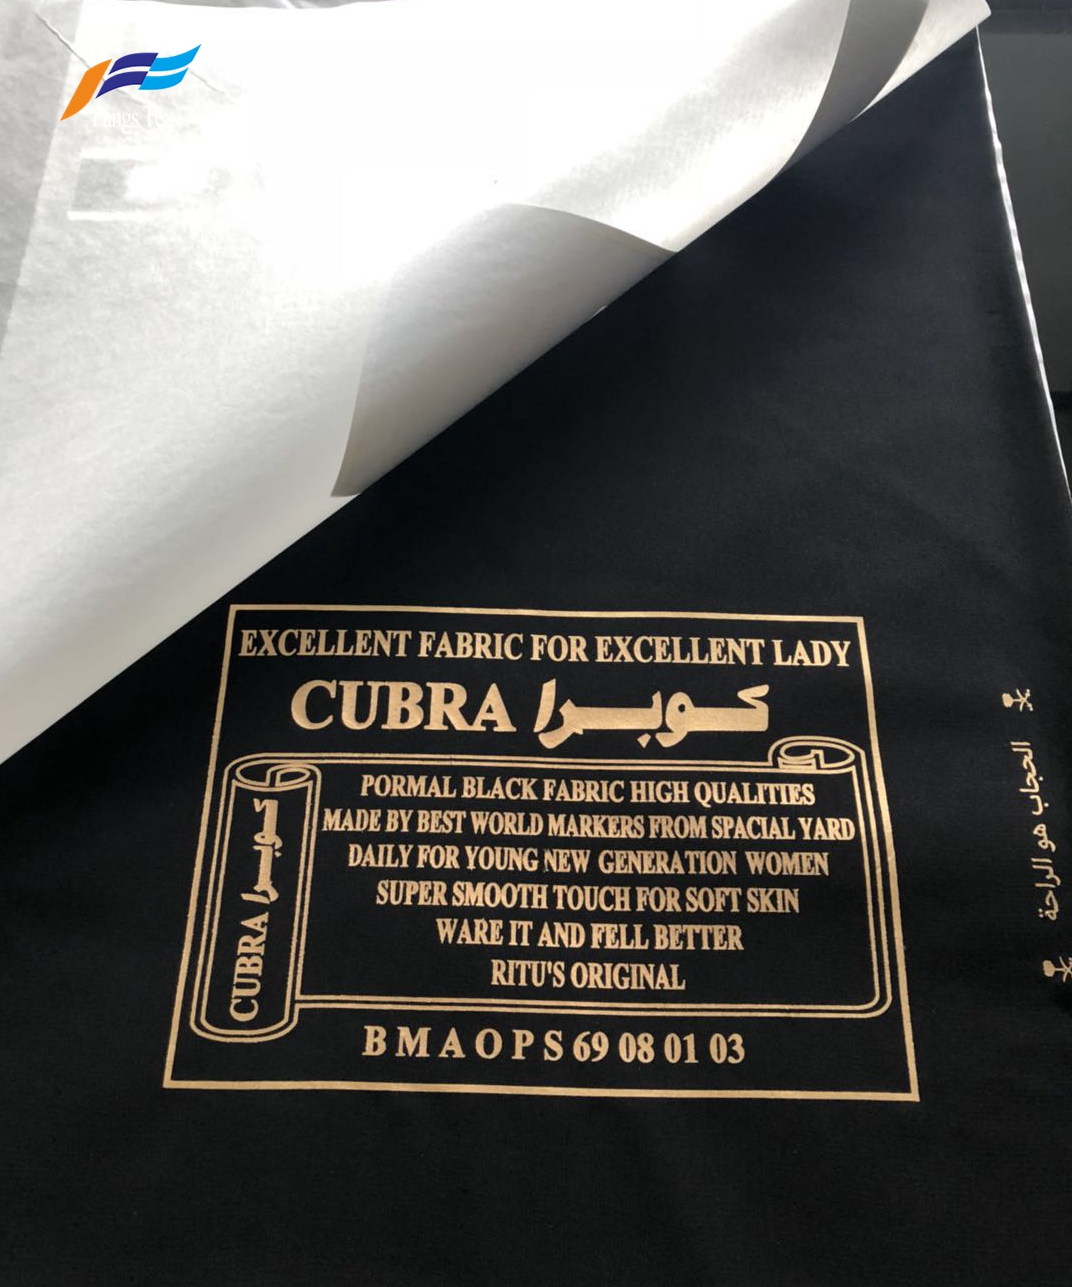 EXCELLENT FABRIC FOR EXCELLENT LADY
CUBRA كوبرا
PORMAL BLACK FABRIC HIGH QUALITIES
MADE BY BEST WORLD MARKERS FROM SPACIAL YARD
DAILY FOR YOUNG NEW GENERATION WOMEN
SUPER SMOOTH TOUCH FOR SOFT SKIN
WARE IT AND FELL BETTER
RITU'S ORIGINAL
CUBRA كوبرا
B M A O P S 69 08 01 03
الحجاب هو الراحة